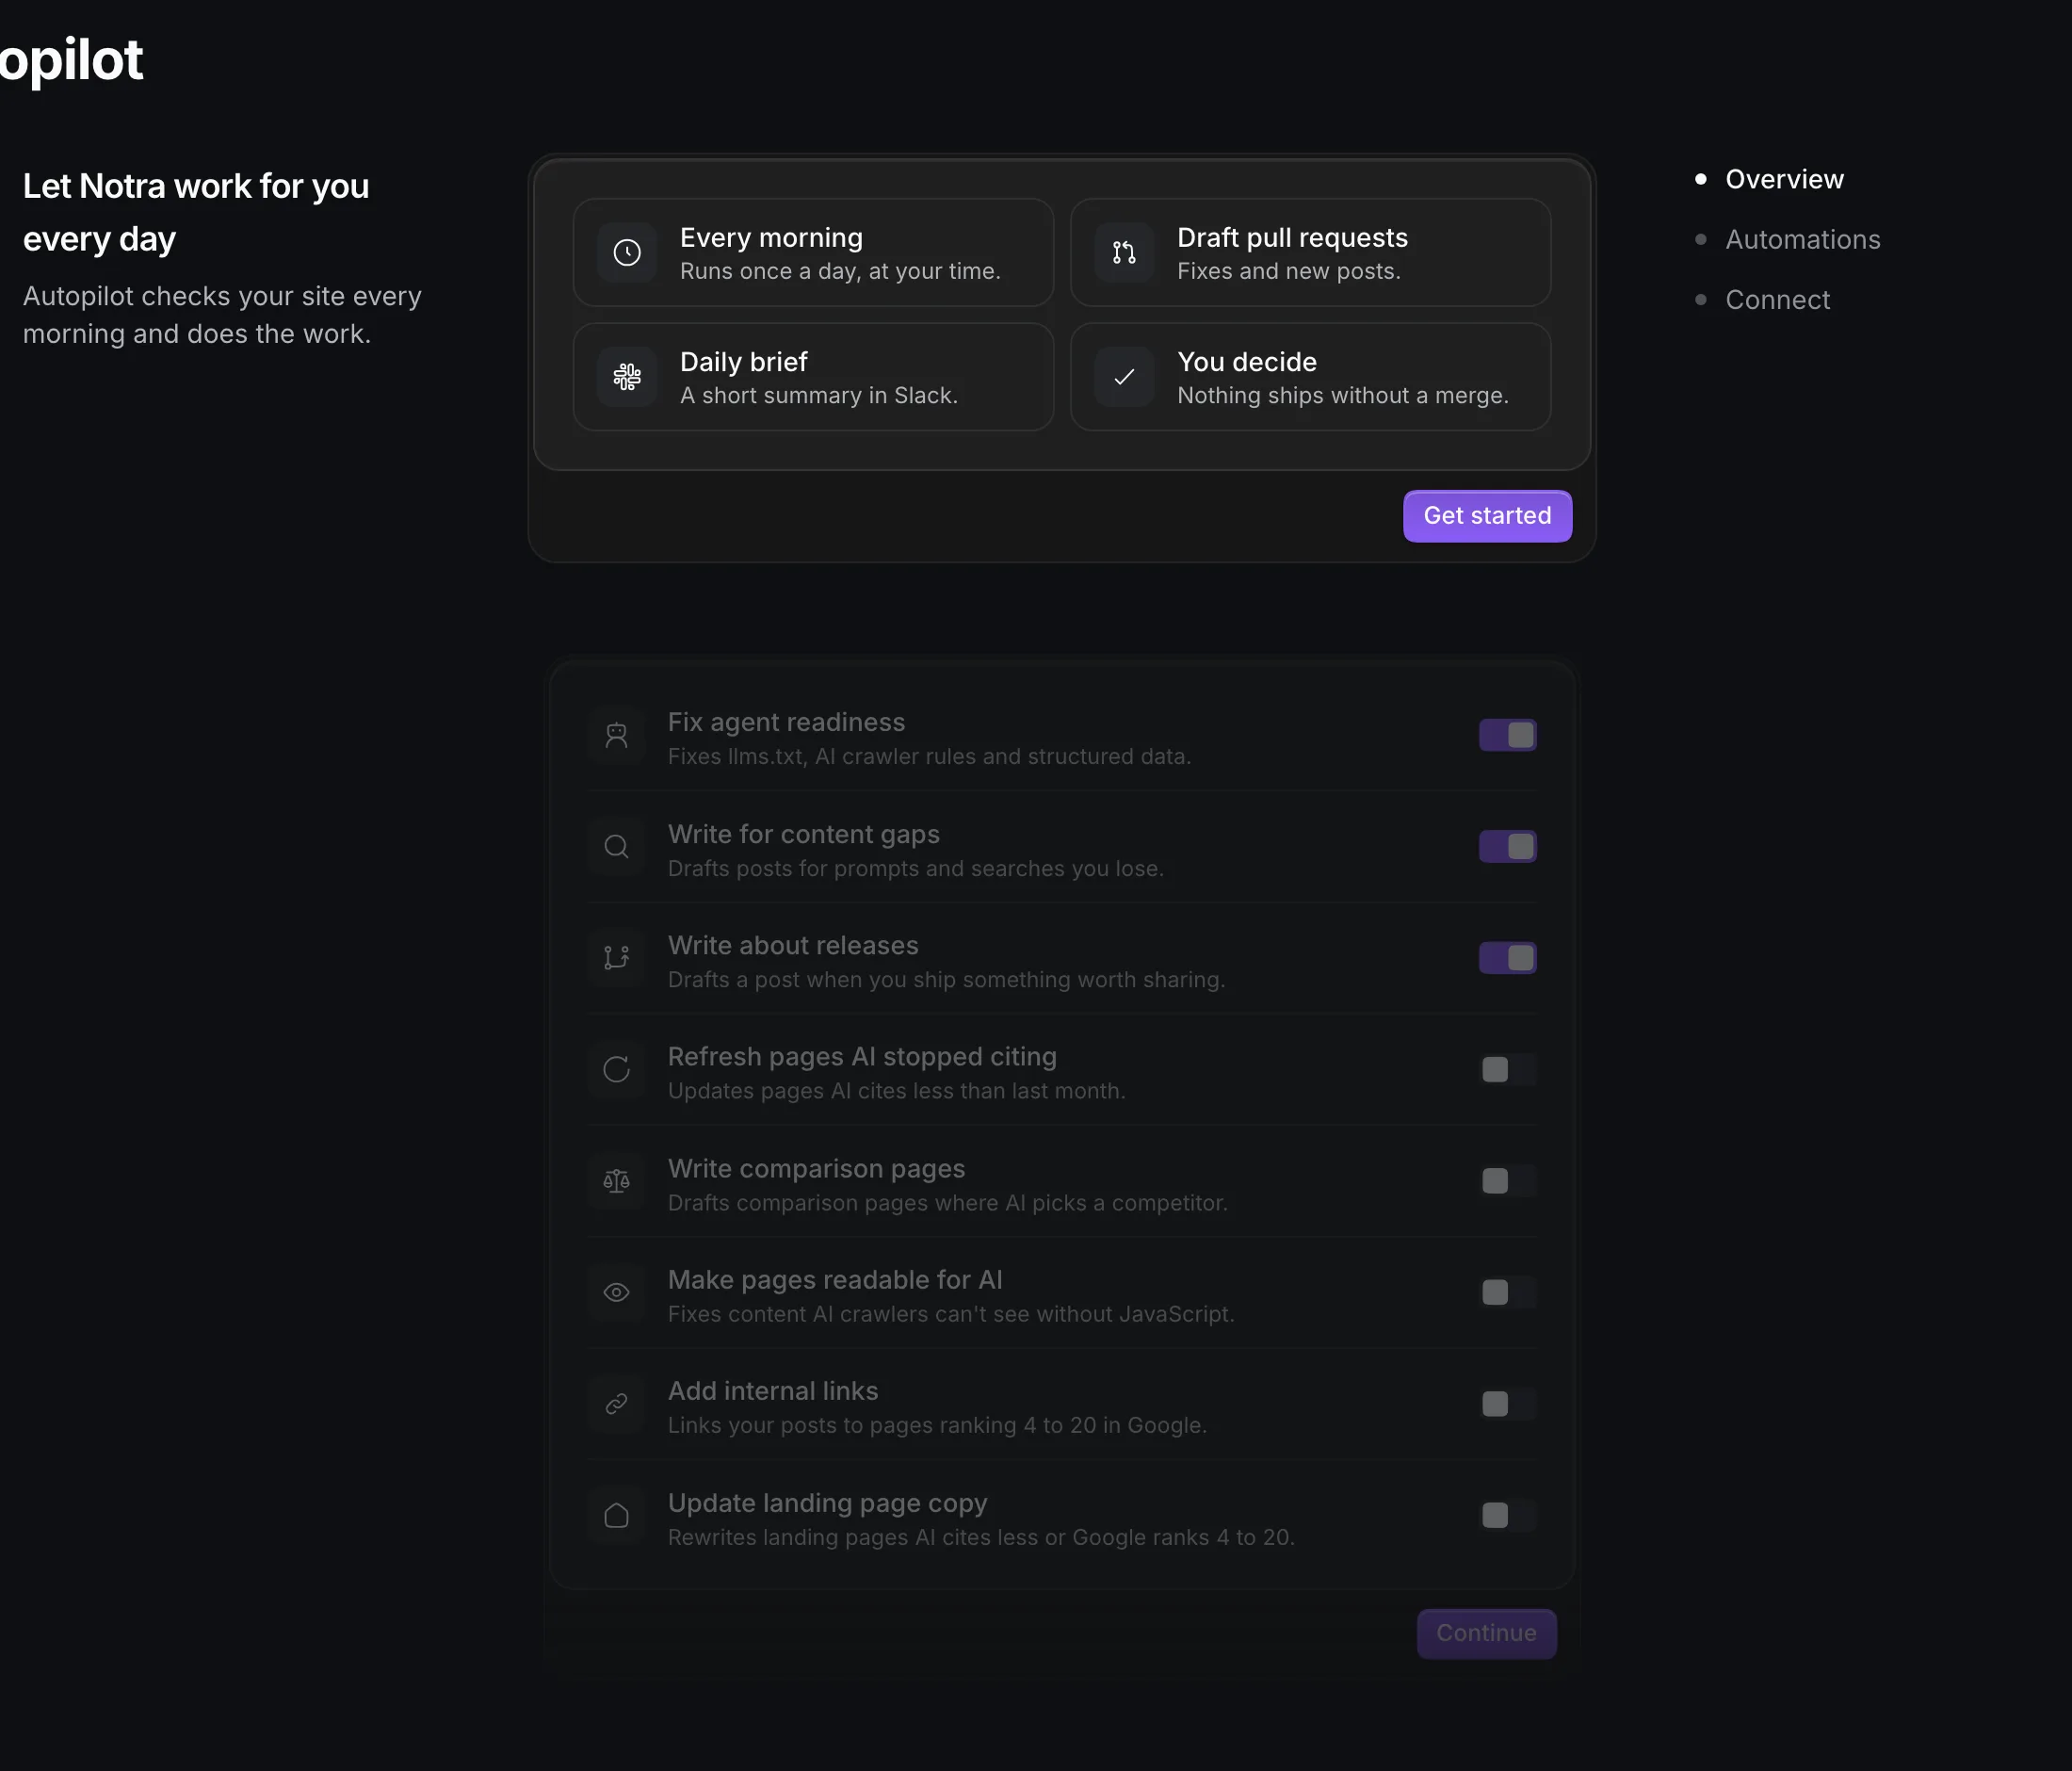 opilot
Let Notra work for you
every day
Autopilot checks your site every
morning and does the work.
Every morning
Runs once a day, at your time.
Draft pull requests
Fixes and new posts.
Daily brief
A short summary in Slack.
You decide
Nothing ships without a merge.
Get started
Overview
Automations
Connect
Fix agent readiness
Fixes llms.txt, AI crawler rules and structured data.
Write for content gaps
Drafts posts for prompts and searches you lose.
Write about releases
Drafts a post when you ship something worth sharing.
Refresh pages AI stopped citing
Updates pages AI cites less than last month.
Write comparison pages
Drafts comparison pages where AI picks a competitor.
Make pages readable for AI
Fixes content AI crawlers can't see without JavaScript.
Add internal links
Links your posts to pages ranking 4 to 20 in Google.
Update landing page copy
Rewrites landing pages AI cites less or Google ranks 4 to 20.
Continue